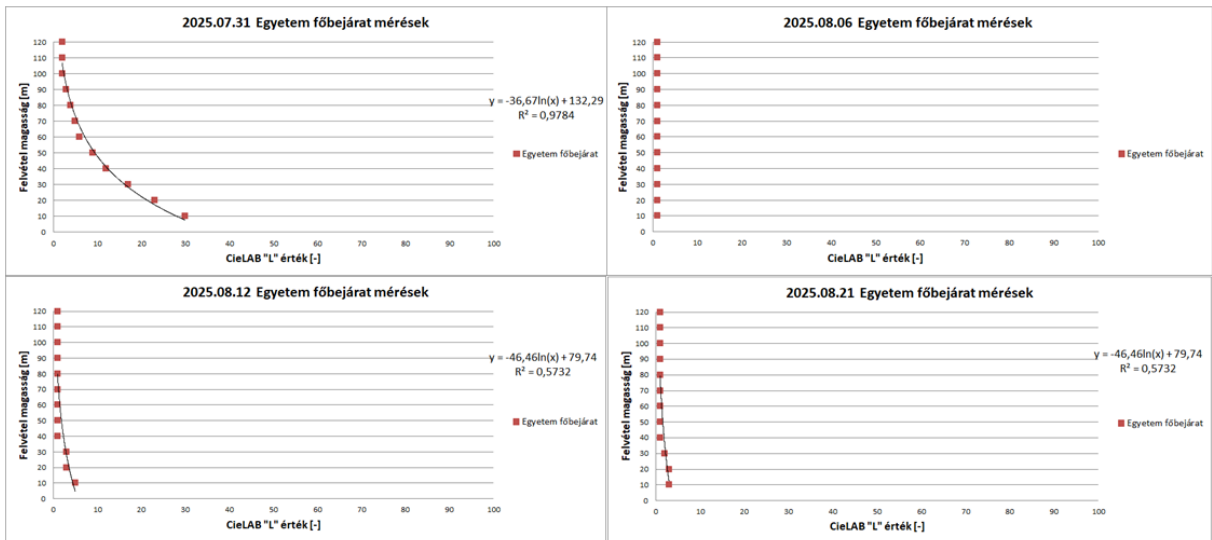 2025.07.31 Egyetem főbejárat mérések
Felvétel magasság [m]
120
110
100
90
80
70
60
50
40
30
20
10
0
0 10 20 30 40 50 60 70 80 90 100
CieLAB "L" érték [-]
y = -36,67ln(x) + 132,29
R² = 0,9784
Egyetem főbejárat
2025.08.06 Egyetem főbejárat mérések
Felvétel magasság [m]
120
110
100
90
80
70
60
50
40
30
20
10
0
0 10 20 30 40 50 60 70 80 90 100
CieLAB "L" érték [-]
Egyetem főbejárat
2025.08.12 Egyetem főbejárat mérések
Felvétel magasság [m]
120
110
100
90
80
70
60
50
40
30
20
10
0
0 10 20 30 40 50 60 70 80 90 100
CieLAB "L" érték [-]
y = -46,46ln(x) + 79,74
R² = 0,5732
Egyetem főbejárat
2025.08.21 Egyetem főbejárat mérések
Felvétel magasság [m]
120
110
100
90
80
70
60
50
40
30
20
10
0
0 10 20 30 40 50 60 70 80 90 100
CieLAB "L" érték [-]
y = -46,46ln(x) + 79,74
R² = 0,5732
Egyetem főbejárat